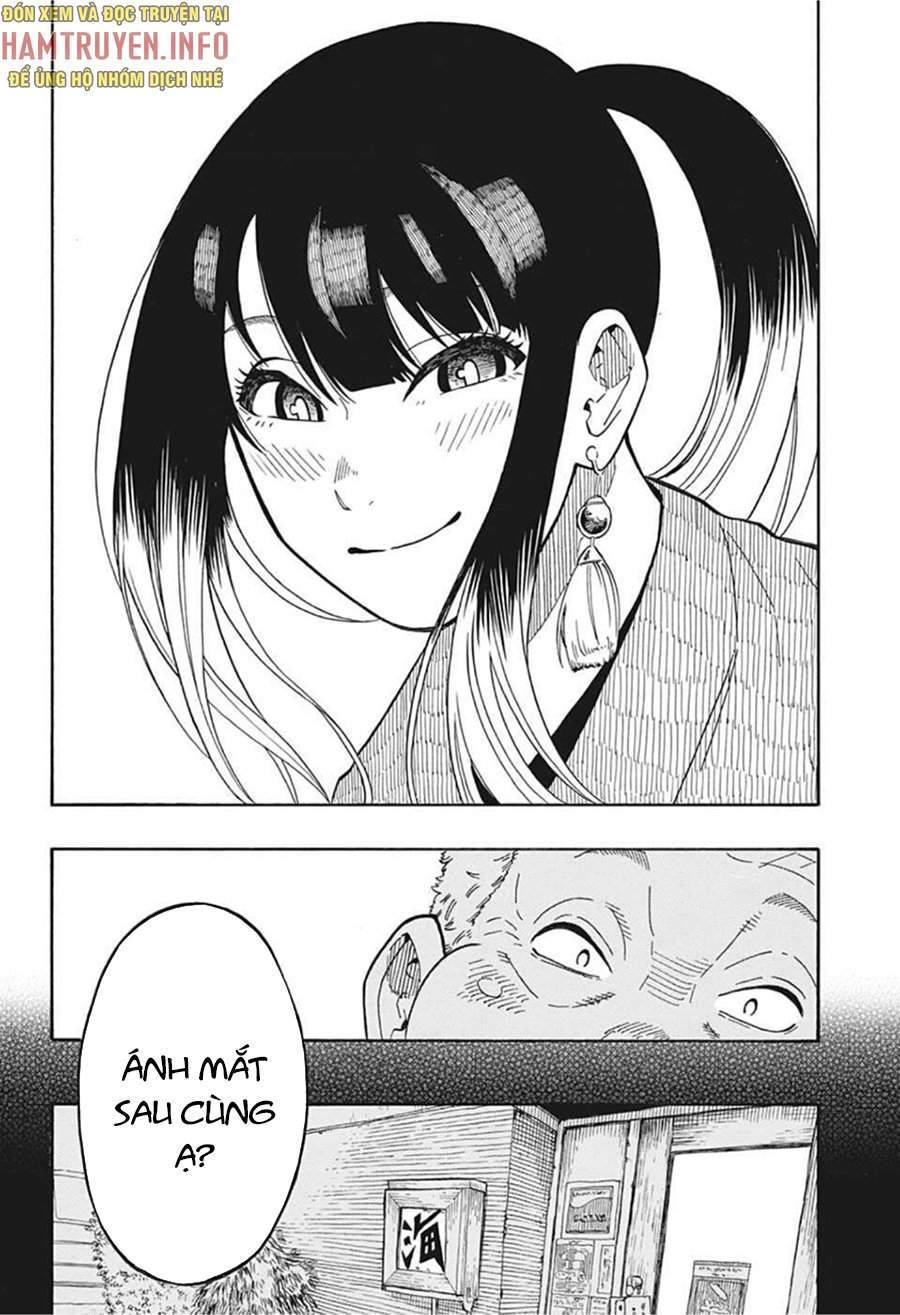 ĐÓN XEM VÀ ĐỌC TRUYỆN TẠI
HAMTRUYEN.INFO
ĐỂ ỦNG HỘ NHÓM DỊCH NHÉ
ÁNH MẮT
SAU CÙNG
Ạ?
海